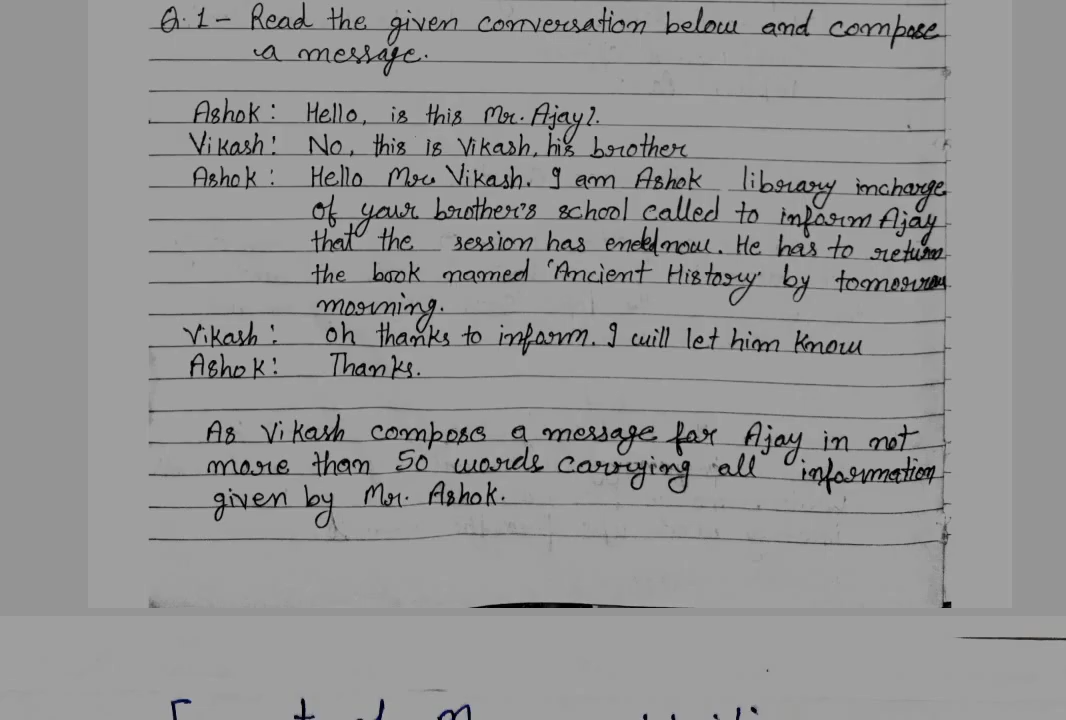 Q.1- Read the given conversation below and compose
a message.
Ashok: Hello, is this Mr. Ajay?.
Vikash: No, this is Vikash, his brother
Ashok: Hello Mr. Vikash. I am Ashok library incharge
of your brother's school called to inform Ajay
that the session has ended now. He has to return
the book named 'Ancient History' by tomorrow
morning.
Vikash: oh thanks to inform. I will let him know
Ashok: Thanks.
As Vikash compose a message for Ajay in not
more than 50 words carrying all information
given by Mr. Ashok.